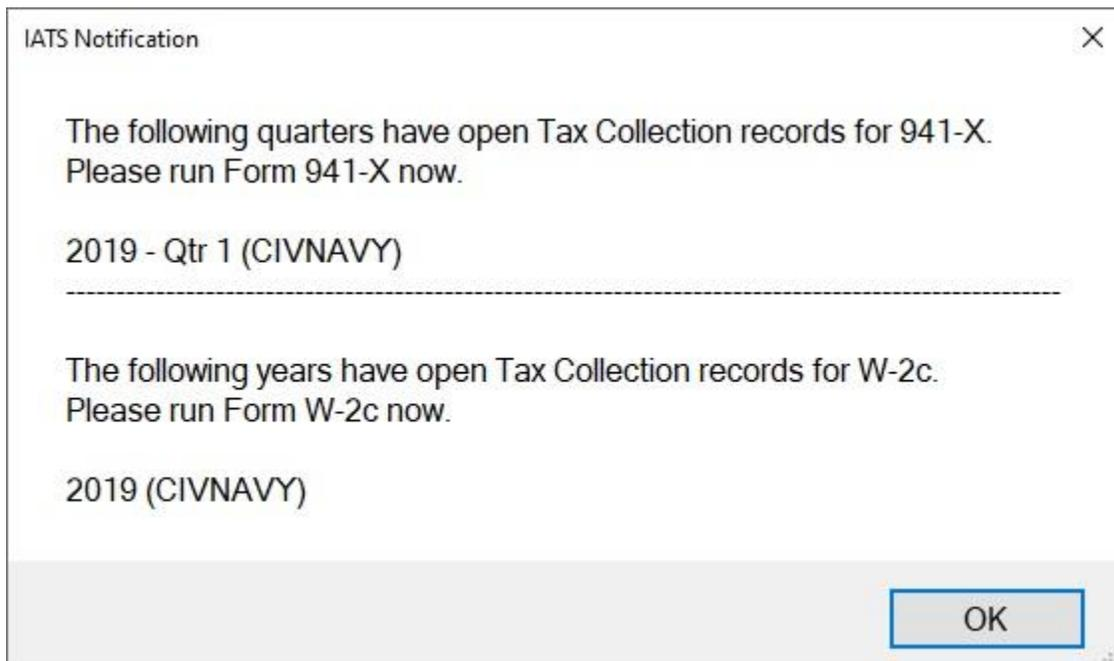 IATS Notification
The following quarters have open Tax Collection records for 941-X.
Please run Form 941-X now.
2019 - Qtr 1 (CIVNAVY)
----------------------------------------------------------------------------------------------------
The following years have open Tax Collection records for W-2c.
Please run Form W-2c now.
2019 (CIVNAVY)
OK